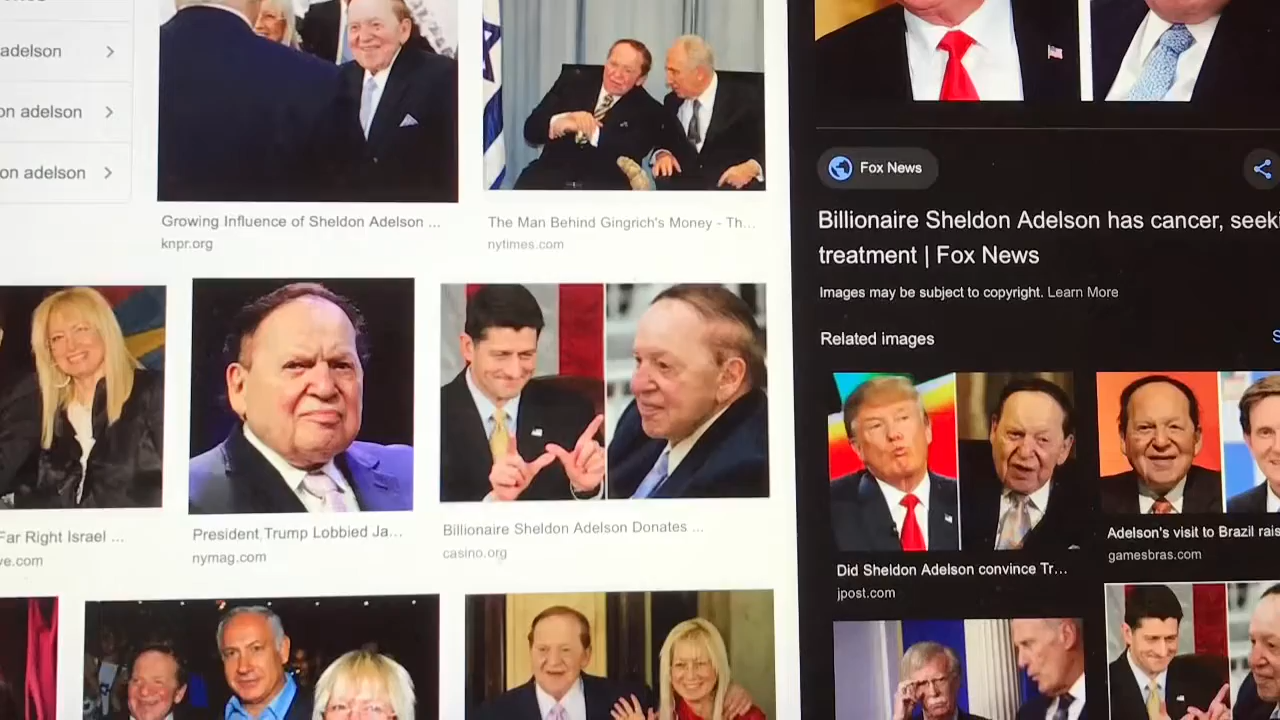 adelson
on adelson
on adelson
Growing Influence of Sheldon Adelson ...
knpr.org
The Man Behind Gingrich's Money - Th...
nytimes.com
Far Right Israel ...
ve.com
President Trump Lobbied Ja...
nymag.com
Billionaire Sheldon Adelson Donates ...
casino.org
Fox News
Billionaire Sheldon Adelson has cancer, seek
treatment | Fox News
Images may be subject to copyright. Learn More
Related images
S
Did Sheldon Adelson convince Tr...
jpost.com
Adelson's visit to Brazil rais
gamesbras.com